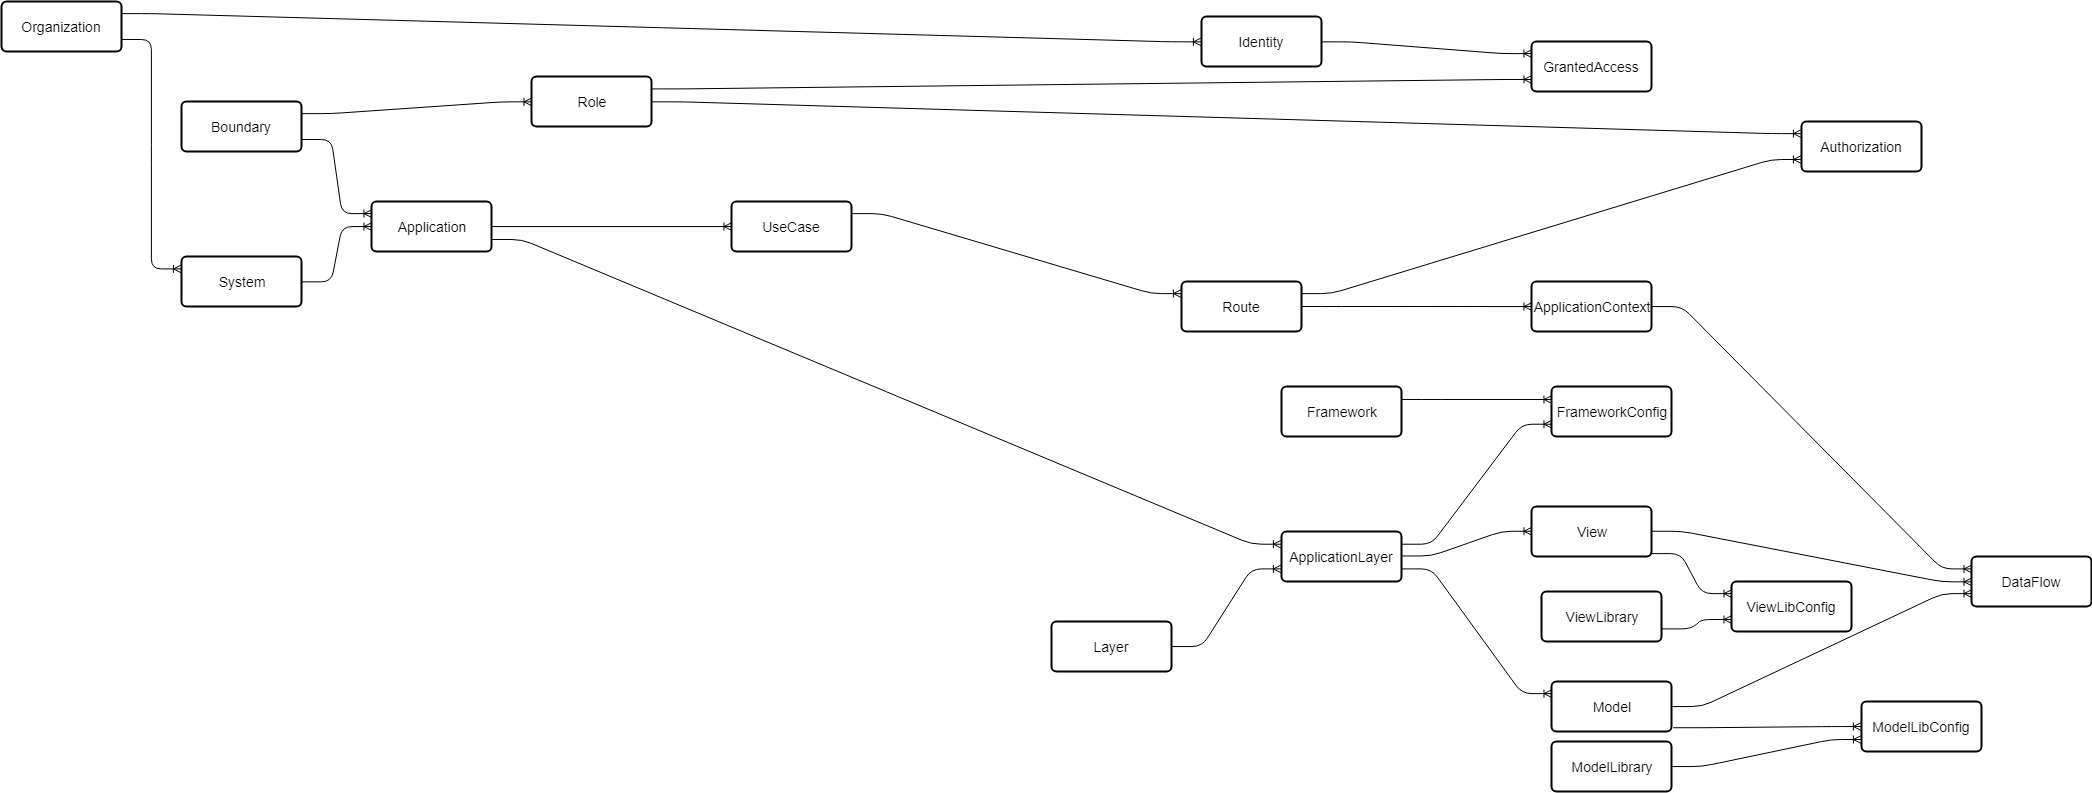 Organization
Identity
GrantedAccess
Role
Boundary
Authorization
Application
UseCase
System
Route
ApplicationContext
Framework
FrameworkConfig
View
ApplicationLayer
DataFlow
ViewLibrary
ViewLibConfig
Layer
Model
ModelLibConfig
ModelLibrary